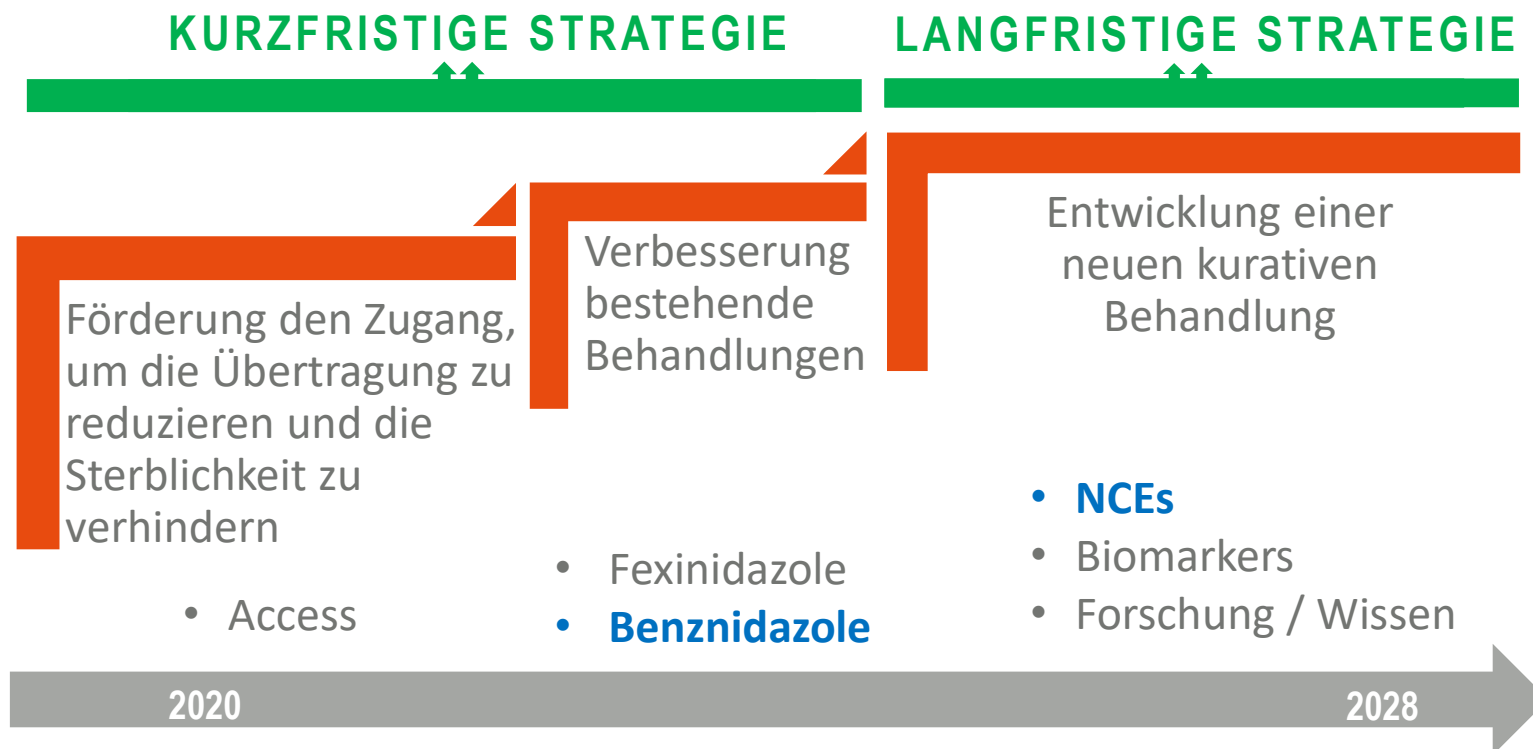 KURZFRISTIGE STRATEGIE
LANGFRISTIGE STRATEGIE
Förderung den Zugang,
um die Übertragung zu
reduzieren und die
Sterblichkeit zu
verhindern
• Access
Verbesserung
bestehende
Behandlungen
• Fexinidazole
• Benznidazole
Entwicklung einer
neuen kurativen
Behandlung
• NCEs
• Biomarkers
• Forschung / Wissen
2020
2028